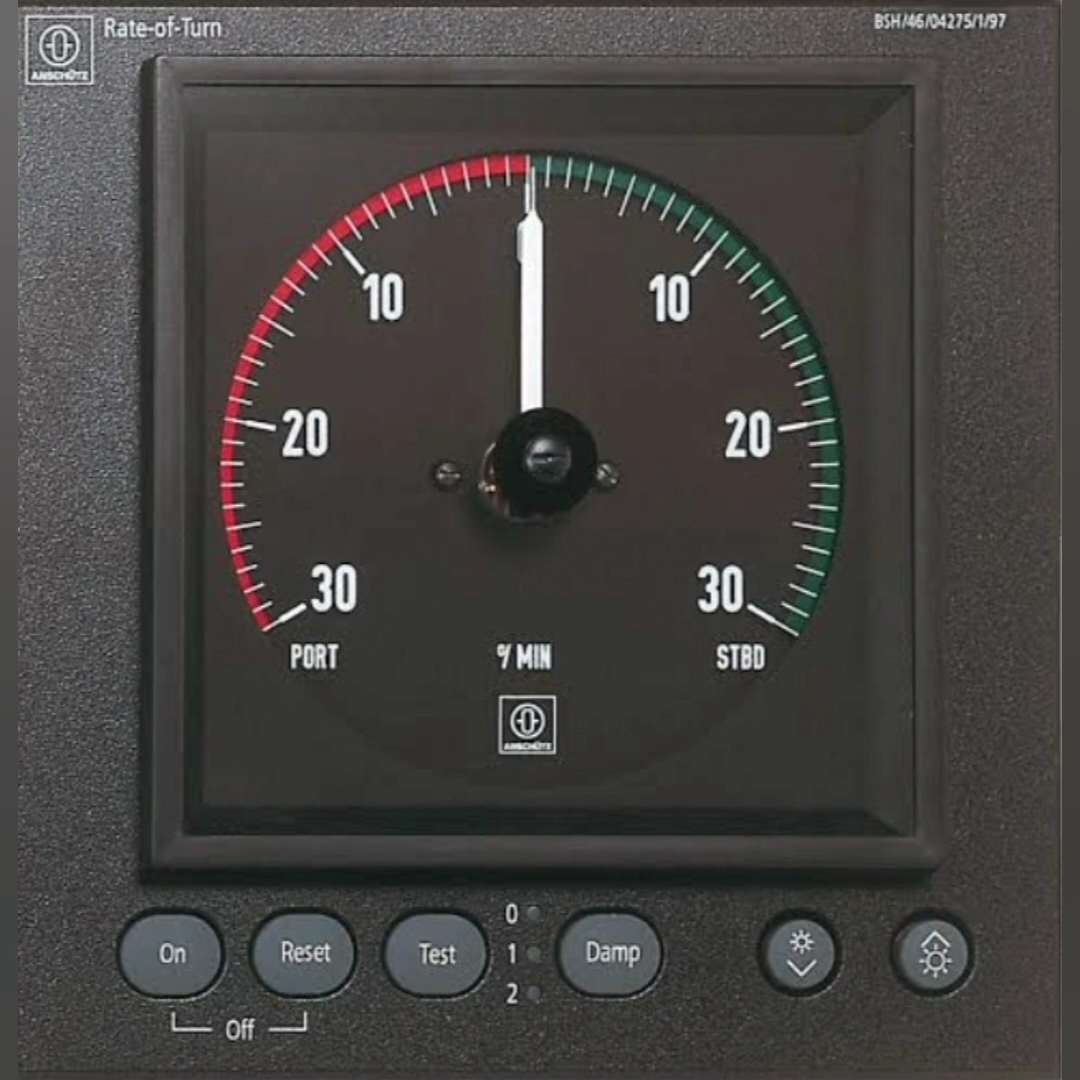 Rate-of-Turn
BSH/46/04275/1/97
ANSCHÜTZ
10 10
20 20
30 30
PORT °/MIN STBD
ANSCHÜTZ
0
On Reset Test 1 Damp
2
Off